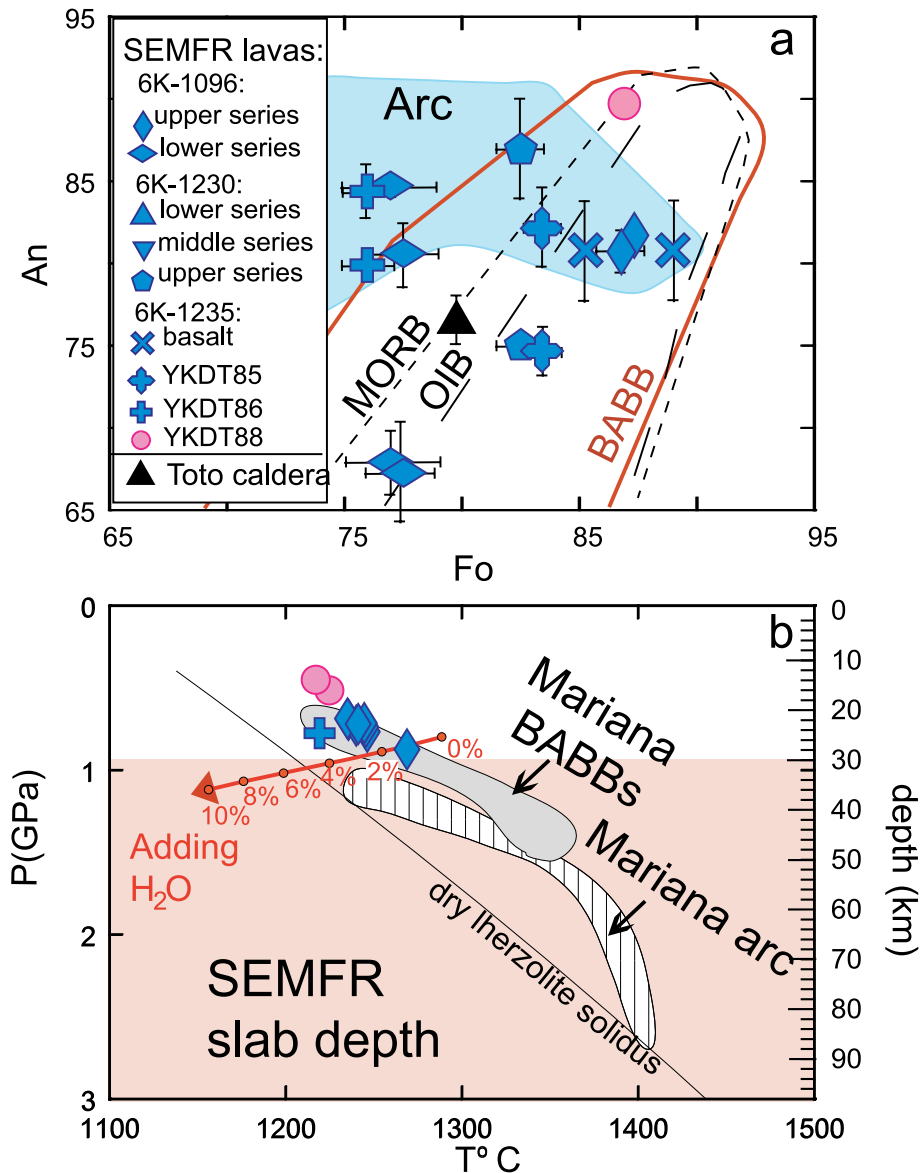 95
85
75
65
An
a
SEMFR lavas:
6K-1096:
upper series
lower series
6K-1230:
lower series
middle series
upper series
6K-1235:
basalt
YKDT85
YKDT86
YKDT88
Toto caldera
Arc
MORB
OIB
BABB
65
75
85
95
Fo
b
0
1
2
3
P(GPa)
0
10
20
30
40
50
60
70
80
90
depth (km)
Mariana
BABBs
Mariana arc
0%
2%
4%
6%
8%
10%
Adding
H₂O
dry lherzolite solidus
SEMFR
slab depth
1100
1200
1300
1400
1500
Tº C